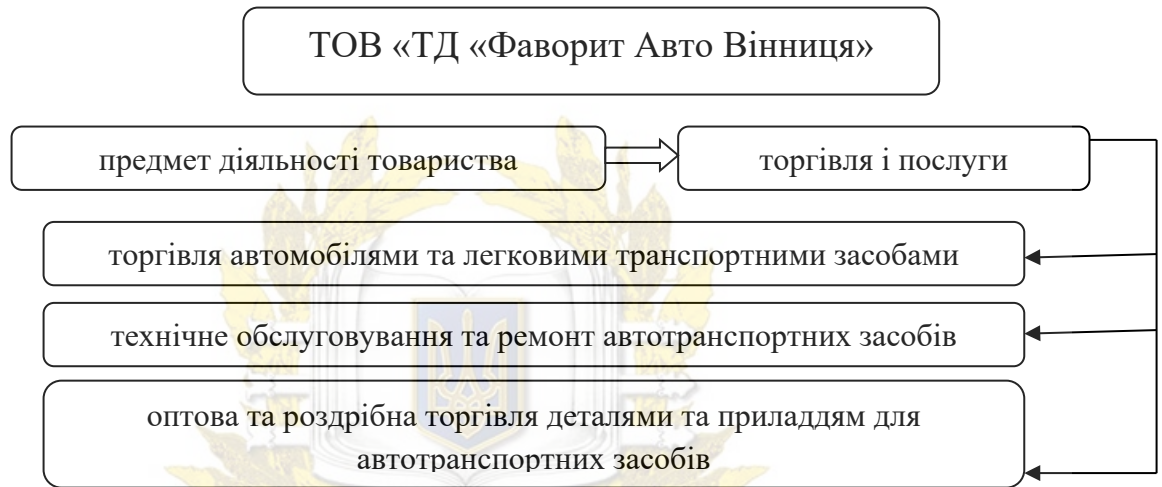 ТОВ «ТД «Фаворит Авто Вінниця»
предмет діяльності товариства
торгівля і послуги
торгівля автомобілями та легковими транспортними засобами
технічне обслуговування та ремонт автотранспортних засобів
оптова та роздрібна торгівля деталями та приладдям для
автотранспортних засобів